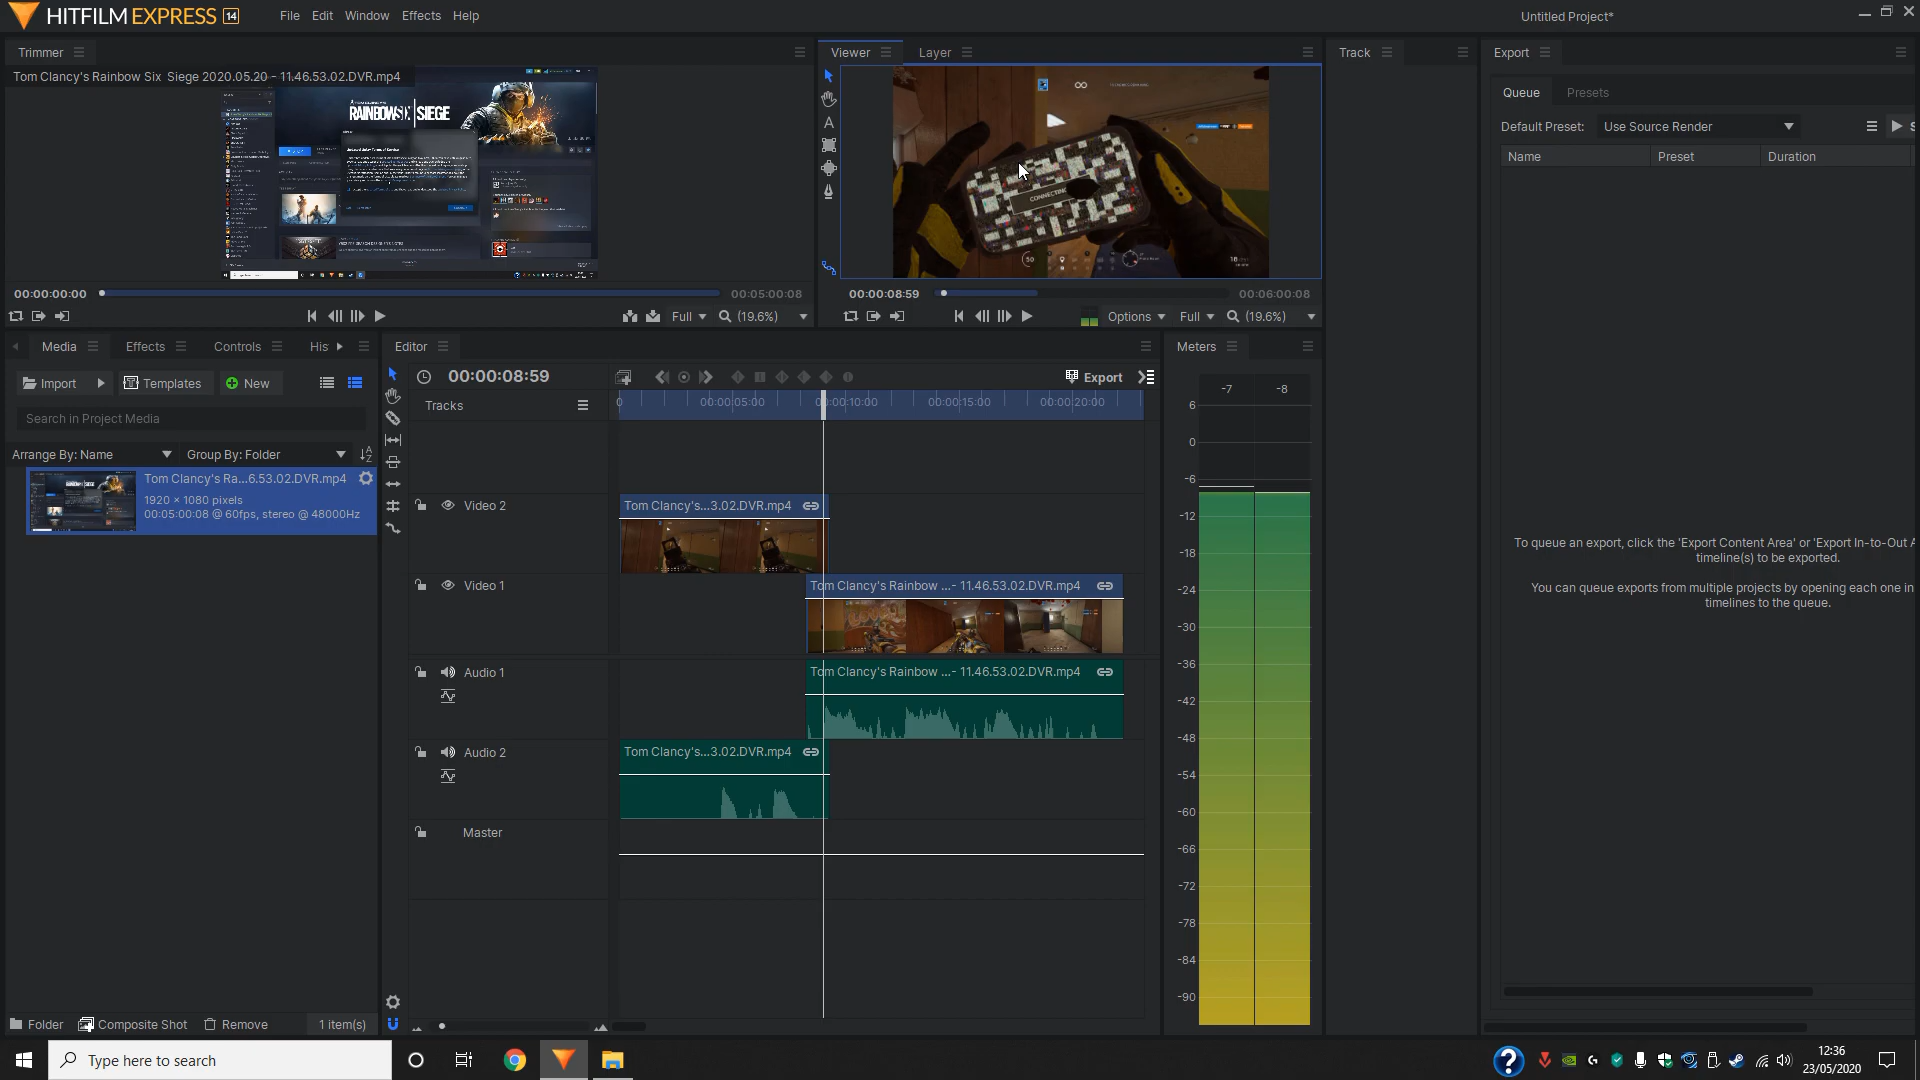 HITFILM EXPRESS 14
File Edit Window Effects Help
Untitled Project*
Trimmer
Tom Clancy's Rainbow Six  Siege 2020.05.20 - 11.46.53.02.DVR.mp4
RAINBOW SIX SIEGE
00:00:00:00
00:05:00:08
Full
(19.6%)
Viewer
Layer
CONNECTING
50
00:00:08:59
00:06:00:08
Options
Full
(19.6%)
Track
Export
Queue
Presets
Default Preset:
Use Source Render
Name
Preset
Duration
To queue an export, click the 'Export Content Area' or 'Export In-to-Out A
timeline(s) to be exported.
You can queue exports from multiple projects by opening each one in
timelines to the queue.
Media
Effects
Controls
His
Import
Templates
New
Search in Project Media
Arrange By: Name
Group By: Folder
Tom Clancy's Ra...6.53.02.DVR.mp4
1920 × 1080 pixels
00:05:00:08 @ 60fps, stereo @ 48000Hz
Folder
Composite Shot
Remove
1 item(s)
Editor
00:00:08:59
Export
Tracks
0
00:00:05:00
00:00:10:00
00:00:15:00
00:00:20:00
Video 2
Tom Clancy's...3.02.DVR.mp4
Video 1
Tom Clancy's Rainbow ...- 11.46.53.02.DVR.mp4
Audio 1
Tom Clancy's Rainbow ...- 11.46.53.02.DVR.mp4
Audio 2
Tom Clancy's...3.02.DVR.mp4
Master
Meters
-7 -8
6
0
-6
-12
-18
-24
-30
-36
-42
-48
-54
-60
-66
-72
-78
-84
-90
Type here to search
12:36
23/05/2020